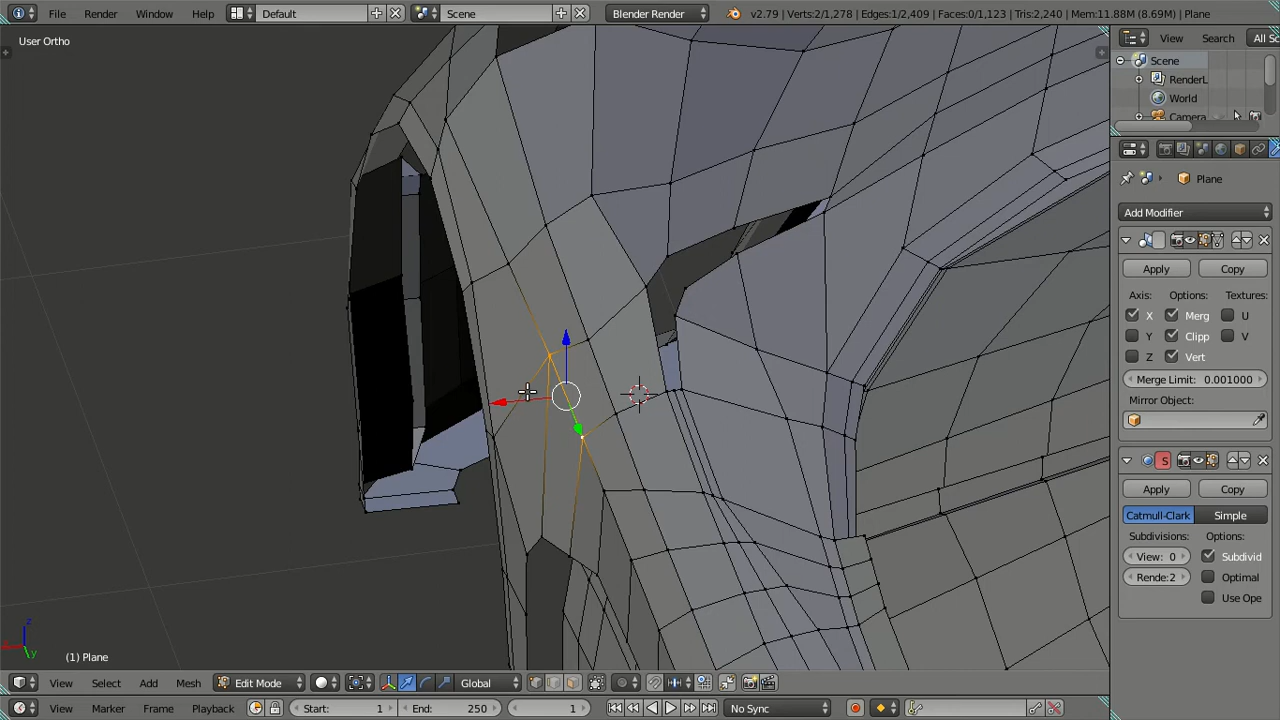 File Render Window Help Default Scene Blender Render v2.79 | Verts:2/1,278 | Edges:1/2,409 | Faces:0/1,123 | Tris:2,240 | Mem:11.88M (8.69M) | Plane
User Ortho
View Search All Sc
Scene
RenderL
World
Camera
Plane
Add Modifier
Apply Copy
Axis: Options: Textures:
X Merg U
Y Clipp V
Z Vert
Merge Limit: 0.001000
Mirror Object:
S
Apply Copy
Catmull-Clark Simple
Subdivisions: Options:
View: 0 Subdivid
Rende:2 Optimal
Use Ope
z
y
(1) Plane
View Select Add Mesh Edit Mode Global
View Marker Frame Playback Start: 1 End: 250 1 No Sync